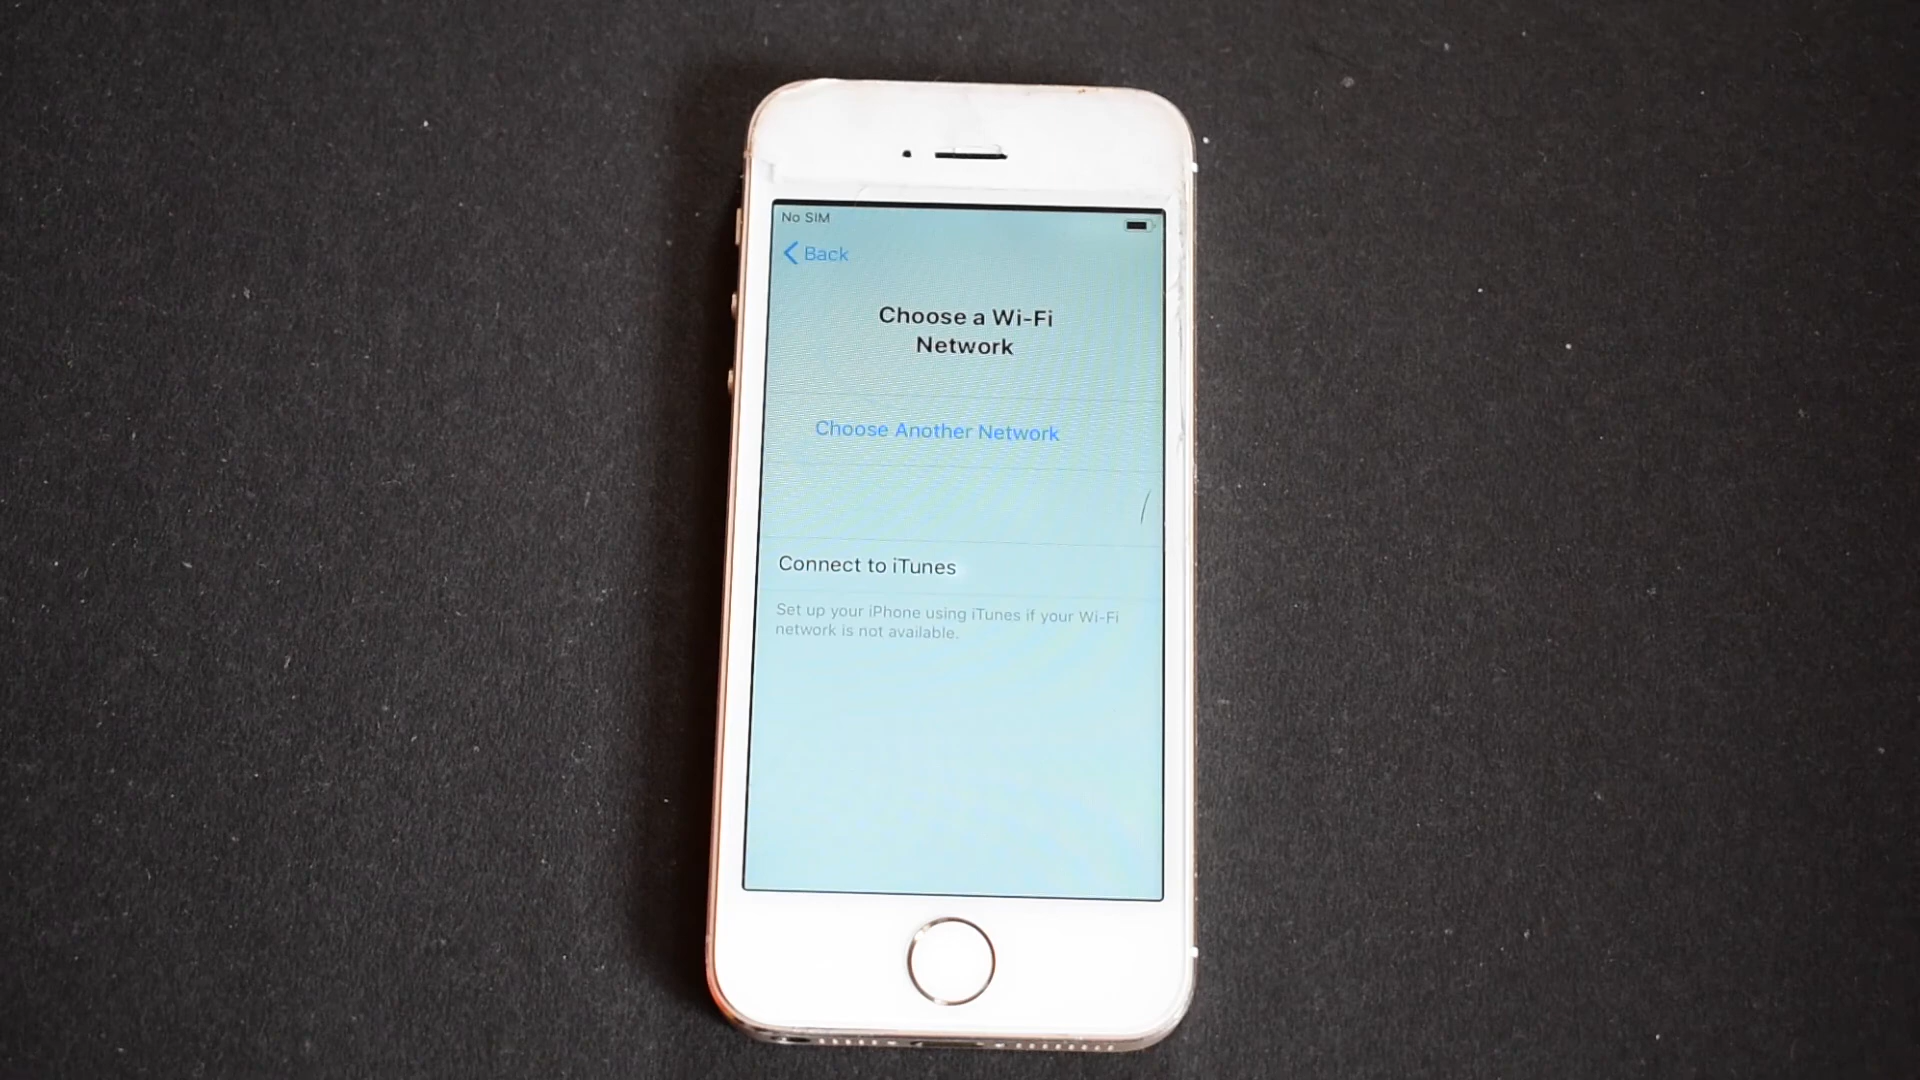 No SIM
Back
Choose a Wi-Fi
Network
Choose Another Network
Connect to iTunes
Set up your iPhone using iTunes if your Wi-Fi
network is not available.